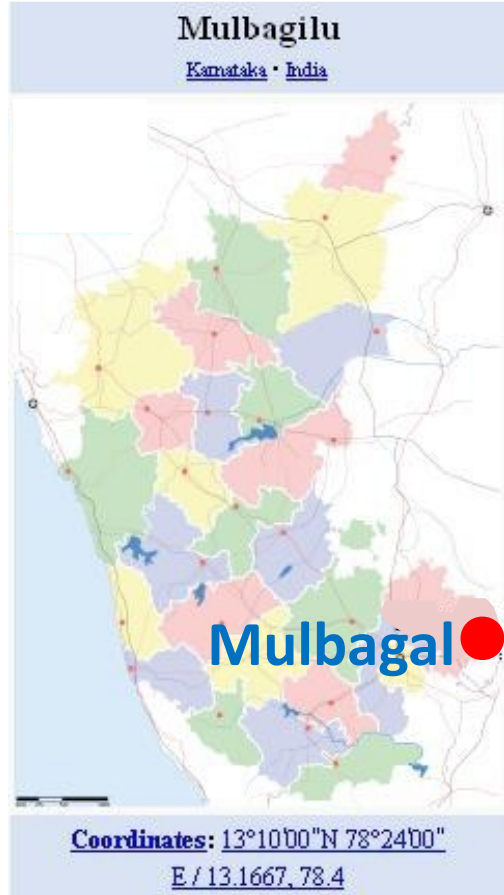 Mulbagilu
Karnataka • India
Mulbagal
Coordinates: 13°10′00″N 78°24′00″
E / 13.1667, 78.4